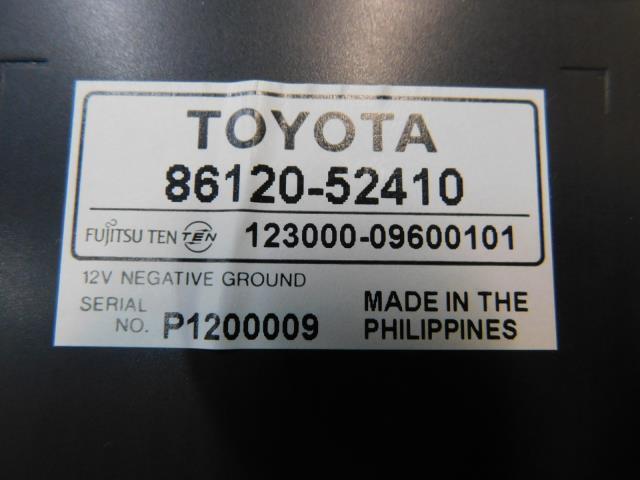 TOYOTA
86120-52410
FUJITSU TEN TEN 123000-09600101
12V NEGATIVE GROUND
SERIAL NO. P1200009
MADE IN THE PHILIPPINES